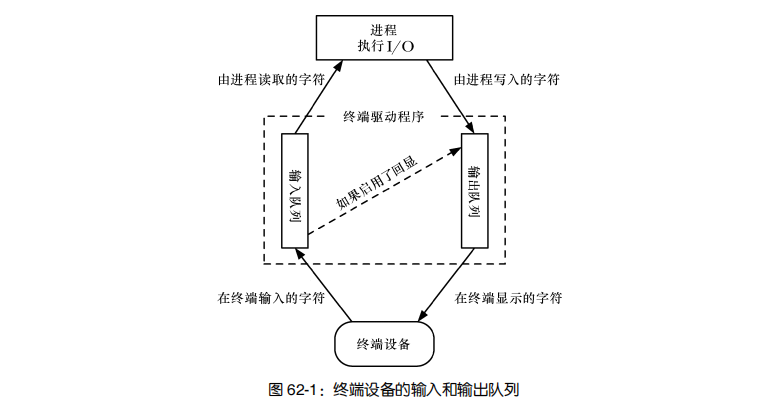 进程
执行I/O
由进程读取的字符
由进程写入的字符
终端驱动程序
输入队列
如果启用了回显
输出队列
在终端输入的字符
在终端显示的字符
终端设备
图 62-1：终端设备的输入和输出队列